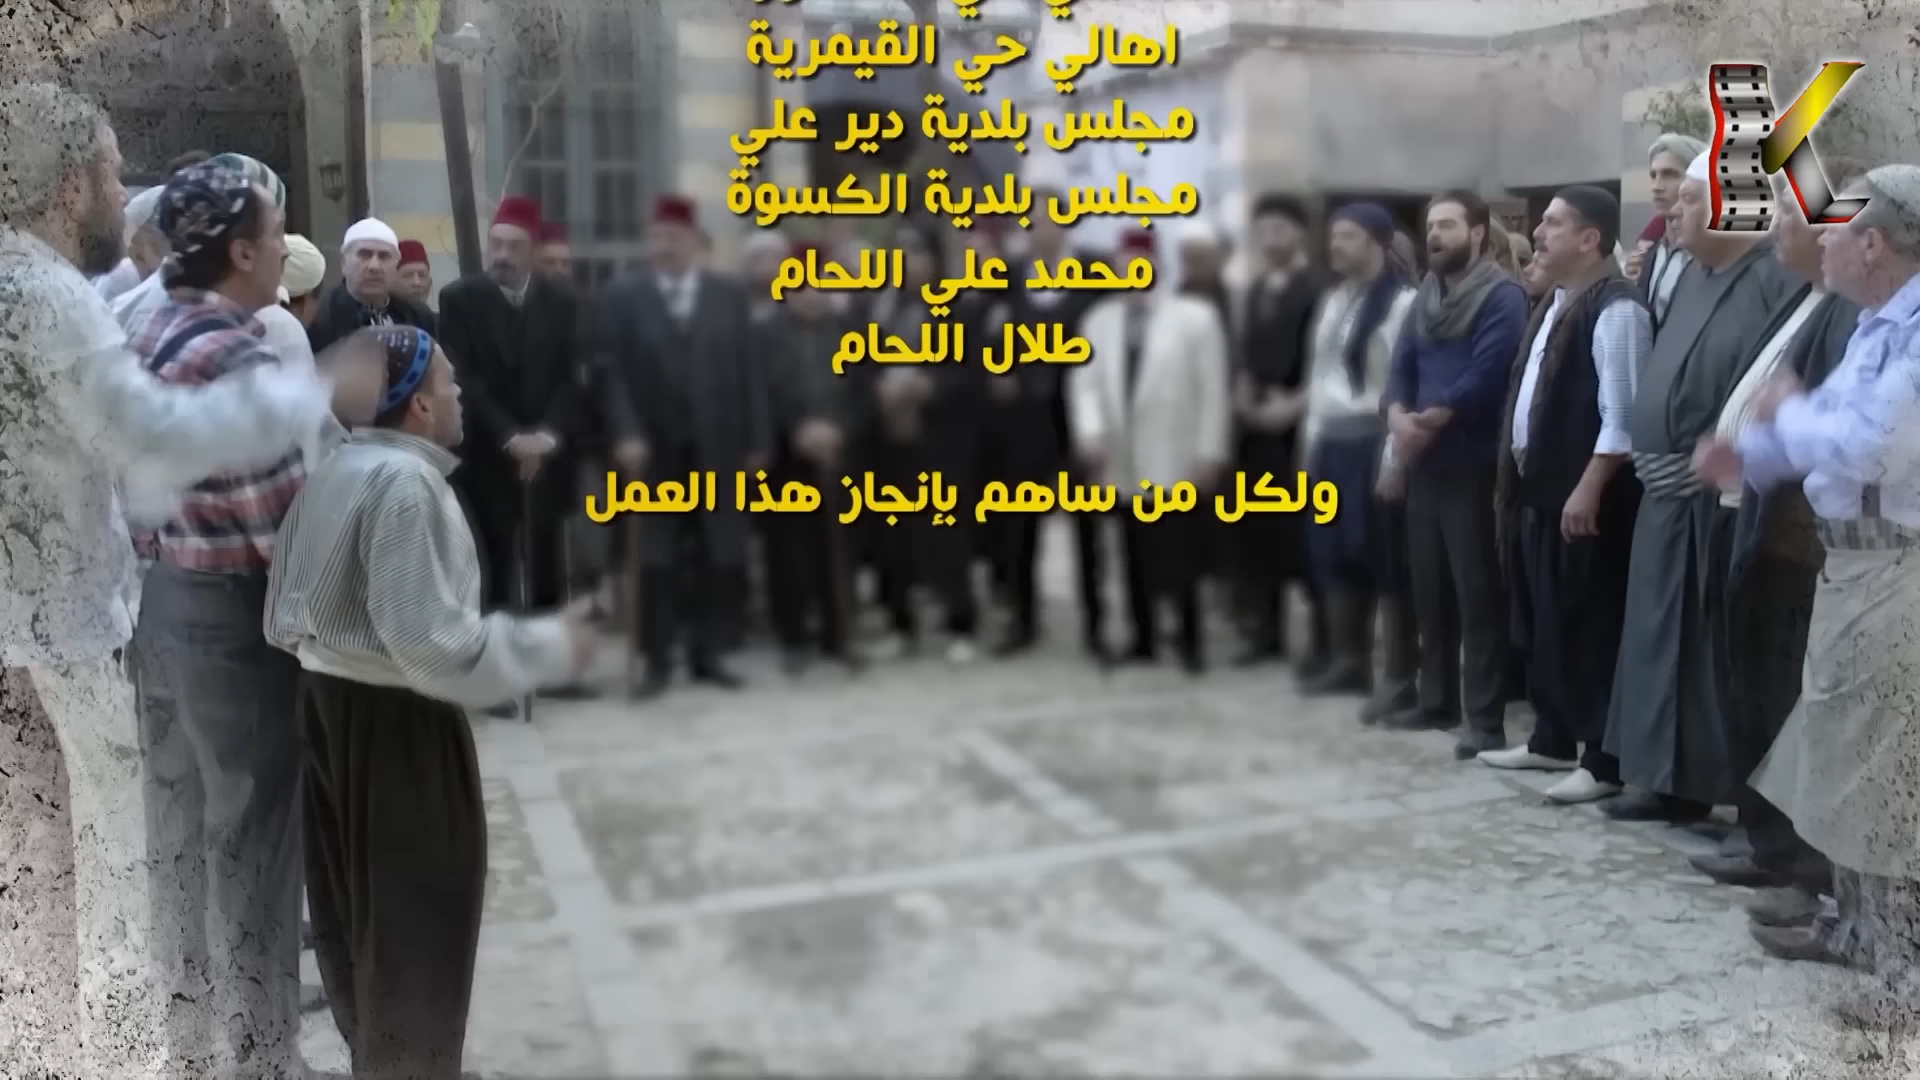 اهالي حي القيمرية
مجلس بلدية دير علي
مجلس بلدية الكسوة
محمد علي اللحام
طلال اللحام
ولكل من ساهم بإنجاز هذا العمل